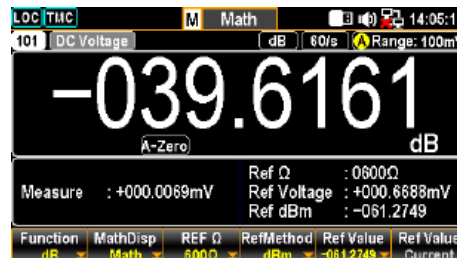 LOC TMC M Math 14:05:1
101 DC Voltage dB 60/s A Range: 100m
-039.6161
A-Zero dB
Measure : +000.0069mV
Ref Ω : 0600Ω
Ref Voltage : +000.6688mV
Ref dBm : -061.2749
Function MathDisp REF Ω RefMethod Ref Value Ref Value
dB Math 600Ω dBm -061.2749 Current